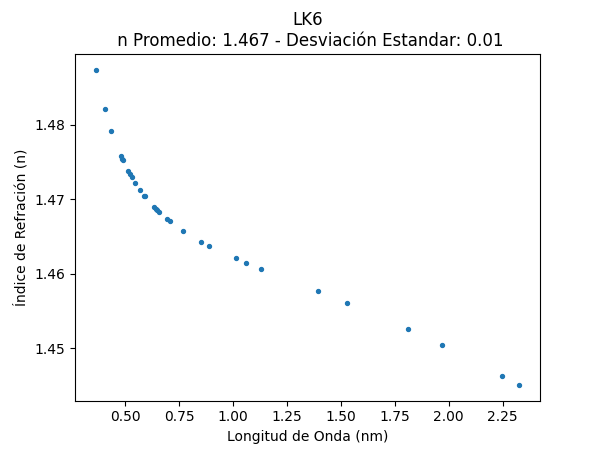 LK6
n Promedio: 1.467 - Desviación Estandar: 0.01
Índice de Refración (n)
1.48
1.47
1.46
1.45
0.50 0.75 1.00 1.25 1.50 1.75 2.00 2.25
Longitud de Onda (nm)